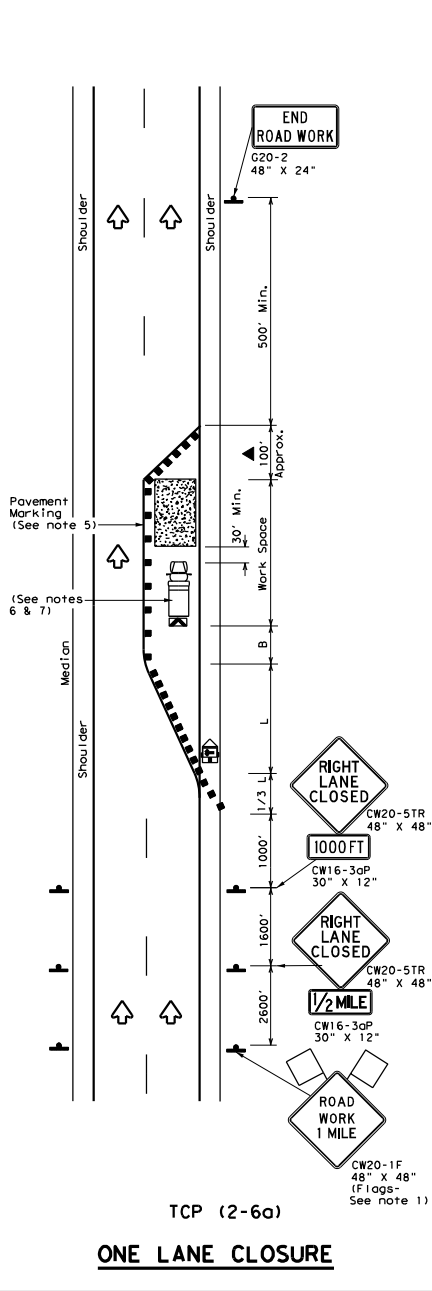 END
ROAD WORK
G20-2
48" X 24"
Shoulder
Shoulder
500' Min.
100'
Approx.
Pavement
Marking
(See note 5)
30' Min.
Work Space
(See notes
6 & 7)
B
Median
L
Shoulder
1/3 L
RIGHT
LANE
CLOSED
CW20-5TR
48" X 48"
1000 FT
CW16-3aP
30" X 12"
1000'
1600'
RIGHT
LANE
CLOSED
CW20-5TR
48" X 48"
1/2 MILE
CW16-3aP
30" X 12"
2600'
ROAD
WORK
1 MILE
CW20-1F
48" X 48"
(Flags-
See note 1)
TCP (2-6a)
ONE LANE CLOSURE